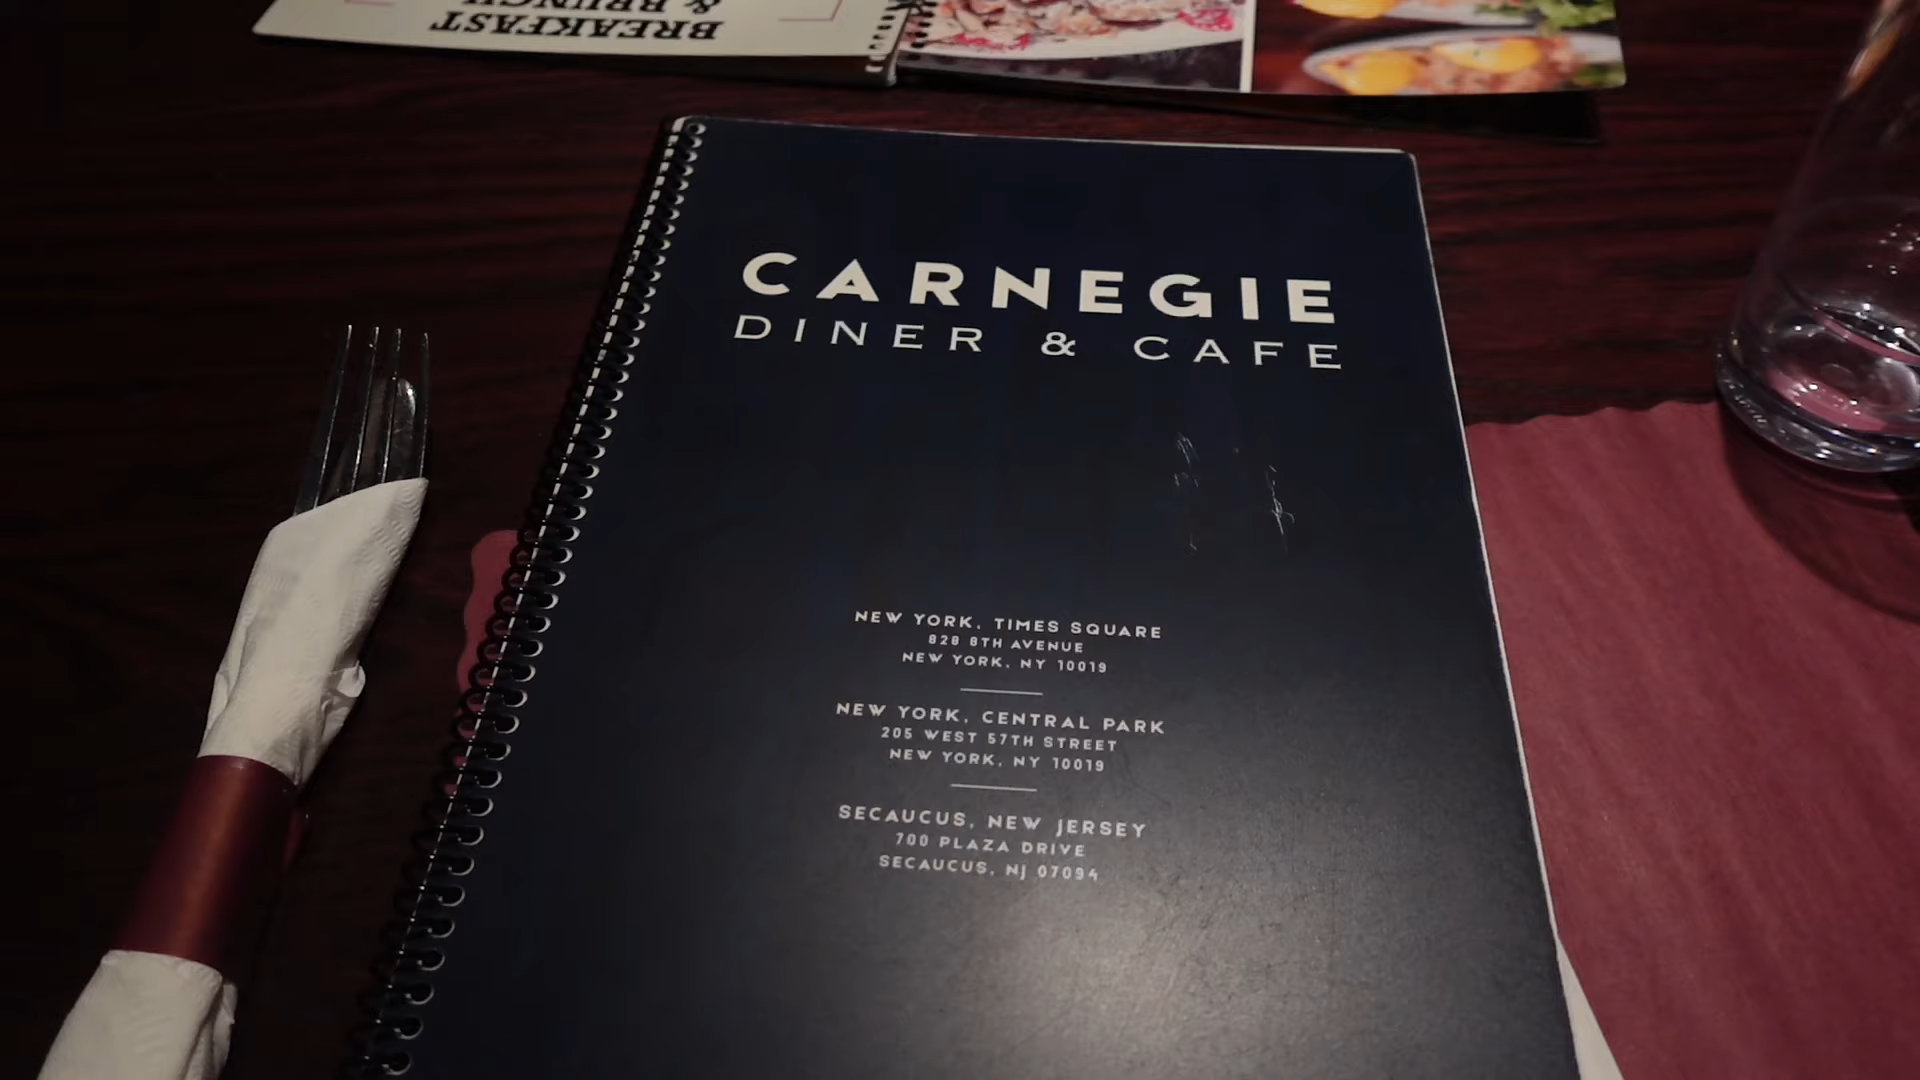 BREAKFAST
& BRUNCH
CARNEGIE
DINER & CAFE
NEW YORK, TIMES SQUARE
828 8TH AVENUE
NEW YORK, NY 10019
NEW YORK, CENTRAL PARK
205 WEST 57TH STREET
NEW YORK, NY 10019
SECAUCUS, NEW JERSEY
700 PLAZA DRIVE
SECAUCUS, NJ 07094